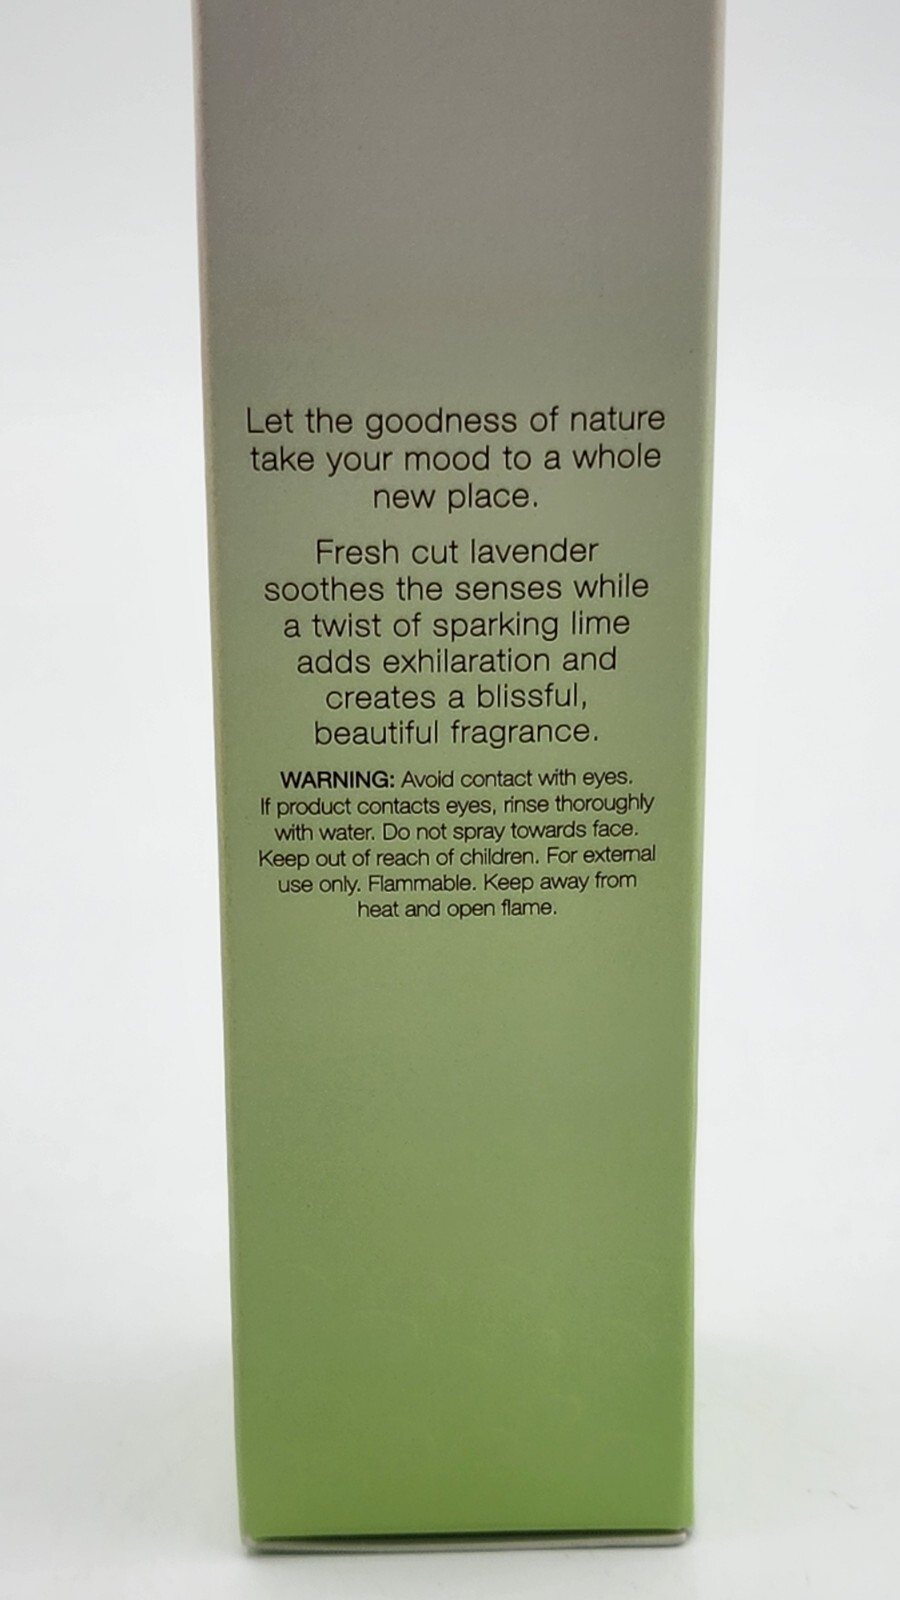 Let the goodness of nature
take your mood to a whole
new place.
Fresh cut lavender
soothes the senses while
a twist of sparking lime
adds exhilaration and
creates a blissful,
beautiful fragrance.
WARNING: Avoid contact with eyes.
If product contacts eyes, rinse thoroughly
with water. Do not spray towards face.
Keep out of reach of children. For external
use only. Flammable. Keep away from
heat and open flame.